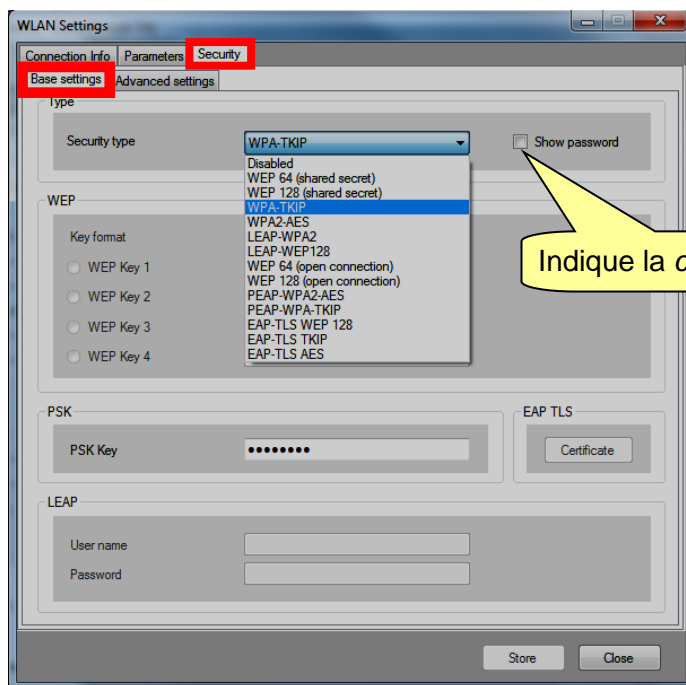 WLAN Settings
Connection Info Parameters Security
Base settings Advanced settings
Type
Security type WPA-TKIP Show password
Disabled
WEP 64 (shared secret)
WEP 128 (shared secret)
WPA-TKIP
WPA2-AES
LEAP-WPA2
LEAP-WEP128
WEP 64 (open connection)
WEP 128 (open connection)
PEAP-WPA2-AES
PEAP-WPA-TKIP
EAP-TLS WEP 128
EAP-TLS TKIP
EAP-TLS AES
Indique la
WEP
Key format
WEP Key 1
WEP Key 2
WEP Key 3
WEP Key 4
PSK
PSK Key ••••••••
EAP TLS
Certificate
LEAP
User name
Password
Store Close